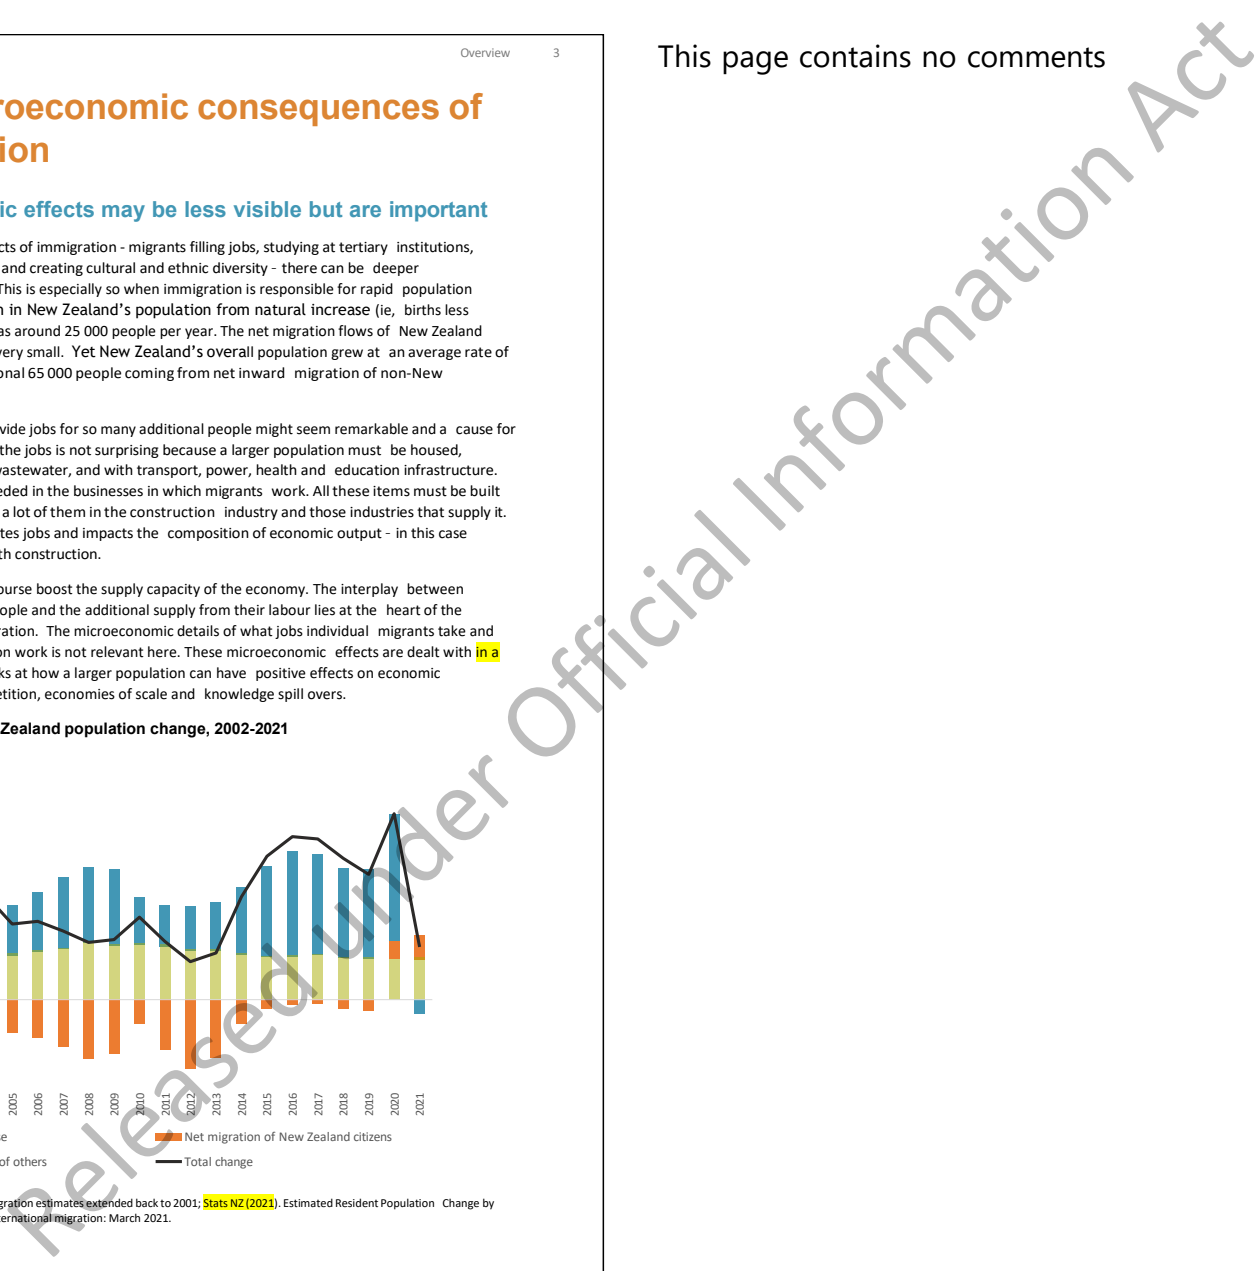 Overview 3
roeconomic consequences of
ion
ic effects may be less visible but are important
cts of immigration - migrants filling jobs, studying at tertiary institutions,
and creating cultural and ethnic diversity - there can be deeper
This is especially so when immigration is responsible for rapid population
h in New Zealand's population from natural increase (ie, births less
as around 25 000 people per year. The net migration flows of New Zealand
very small. Yet New Zealand's overall population grew at an average rate of
onal 65 000 people coming from net inward migration of non-New
vide jobs for so many additional people might seem remarkable and a cause for
the jobs is not surprising because a larger population must be housed,
wastewater, and with transport, power, health and education infrastructure.
eded in the businesses in which migrants work. All these items must be built
a lot of them in the construction industry and those industries that supply it.
tes jobs and impacts the composition of economic output - in this case
th construction.
ourse boost the supply capacity of the economy. The interplay between
ople and the additional supply from their labour lies at the heart of the
ration. The microeconomic details of what jobs individual migrants take and
on work is not relevant here. These microeconomic effects are dealt with in a
ks at how a larger population can have positive effects on economic
etition, economies of scale and knowledge spill overs.
Zealand population change, 2002-2021
2005 2006 2007 2008 2009 2010 2011 2012 2013 2014 2015 2016 2017 2018 2019 2020 2021
se Net migration of New Zealand citizens
of others Total change
gration estimates extended back to 2001; Stats NZ (2021). Estimated Resident Population Change by
ternational migration: March 2021.
This page contains no comments
Released under Official Information Act